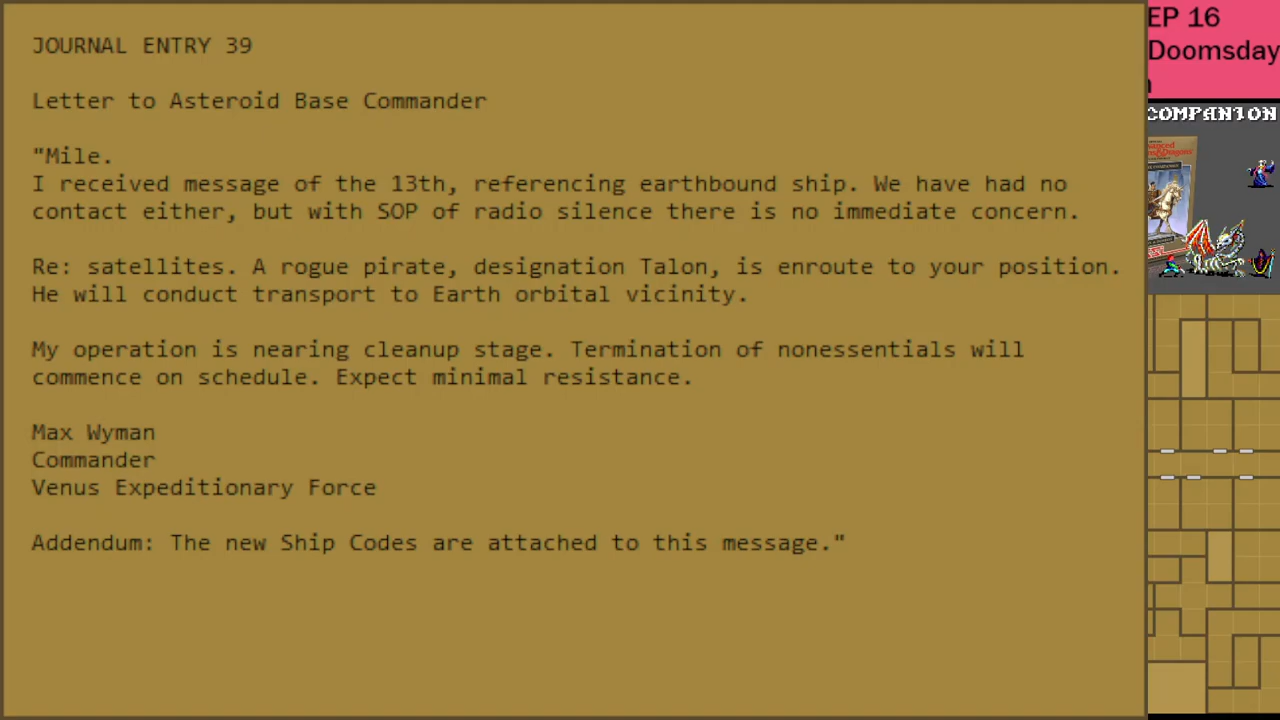 JOURNAL ENTRY 39
Letter to Asteroid Base Commander
"Mile.
I received message of the 13th, referencing earthbound ship. We have had no
contact either, but with SOP of radio silence there is no immediate concern.
Re: satellites. A rogue pirate, designation Talon, is enroute to your position.
He will conduct transport to Earth orbital vicinity.
My operation is nearing cleanup stage. Termination of nonessentials will
commence on schedule. Expect minimal resistance.
Max Wyman
Commander
Venus Expeditionary Force
Addendum: The new Ship Codes are attached to this message."
EP 16
Doomsday
COMPANION